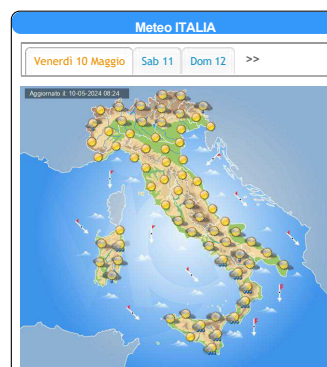 Meteo ITALIA
Venerdì 10 Maggio Sab 11 Dom 12 >>
Aggiornato il: 10-05-2024 08:24